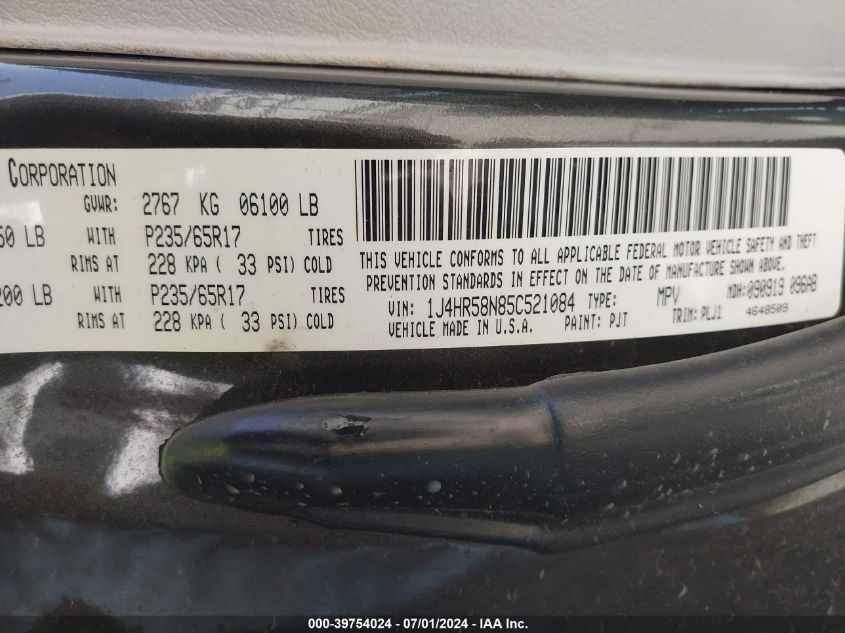 CORPORATION
GVWR: 2767 KG 06100 LB
50 LB WITH P235/65R17 TIRES
RIMS AT 228 KPA ( 33 PSI) COLD
200 LB WITH P235/65R17 TIRES
RIMS AT 228 KPA ( 33 PSI) COLD
THIS VEHICLE CONFORMS TO ALL APPLICABLE FEDERAL MOTOR VEHICLE SAFETY AND THEFT
PREVENTION STANDARDS IN EFFECT ON THE DATE OF MANUFACTURE SHOWN ABOVE.
VIN: 1J4HR58N85C521084 TYPE: MPV MDH:090919 096AB
VEHICLE MADE IN U.S.A. PAINT: PJT TRIM: PLJ1 4648509
000-39754024 | 07/01/2024 | IAA Inc.